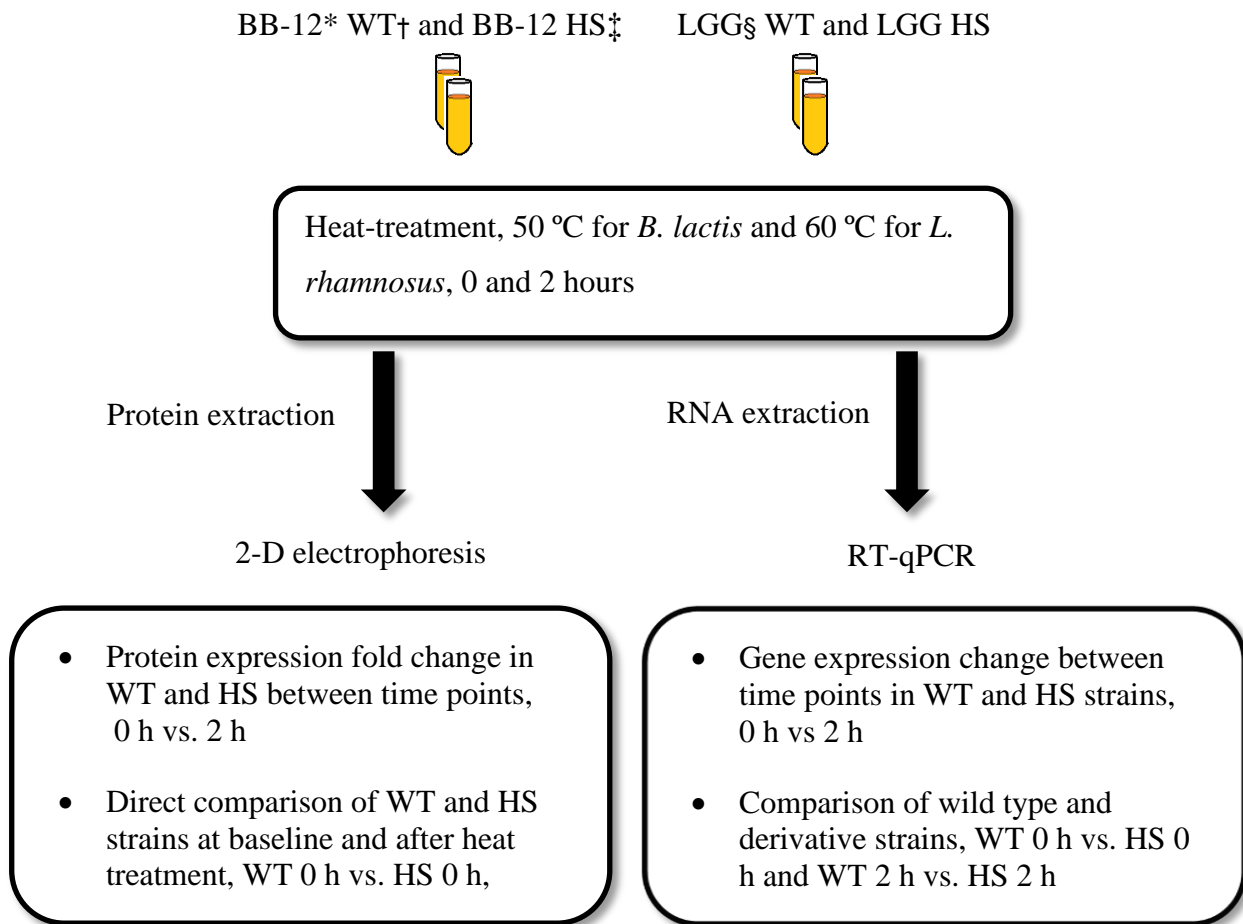 BB-12* WT† and BB-12 HS‡
LGG§ WT and LGG HS
Heat-treatment, 50 ºC for B. lactis and 60 ºC for L.
rhamnosus, 0 and 2 hours
Protein extraction
RNA extraction
2-D electrophoresis
RT-qPCR
• Protein expression fold change in
WT and HS between time points,
0 h vs. 2 h
• Direct comparison of WT and HS
strains at baseline and after heat
treatment, WT 0 h vs. HS 0 h,
• Gene expression change between
time points in WT and HS strains,
0 h vs 2 h
• Comparison of wild type and
derivative strains, WT 0 h vs. HS 0
h and WT 2 h vs. HS 2 h